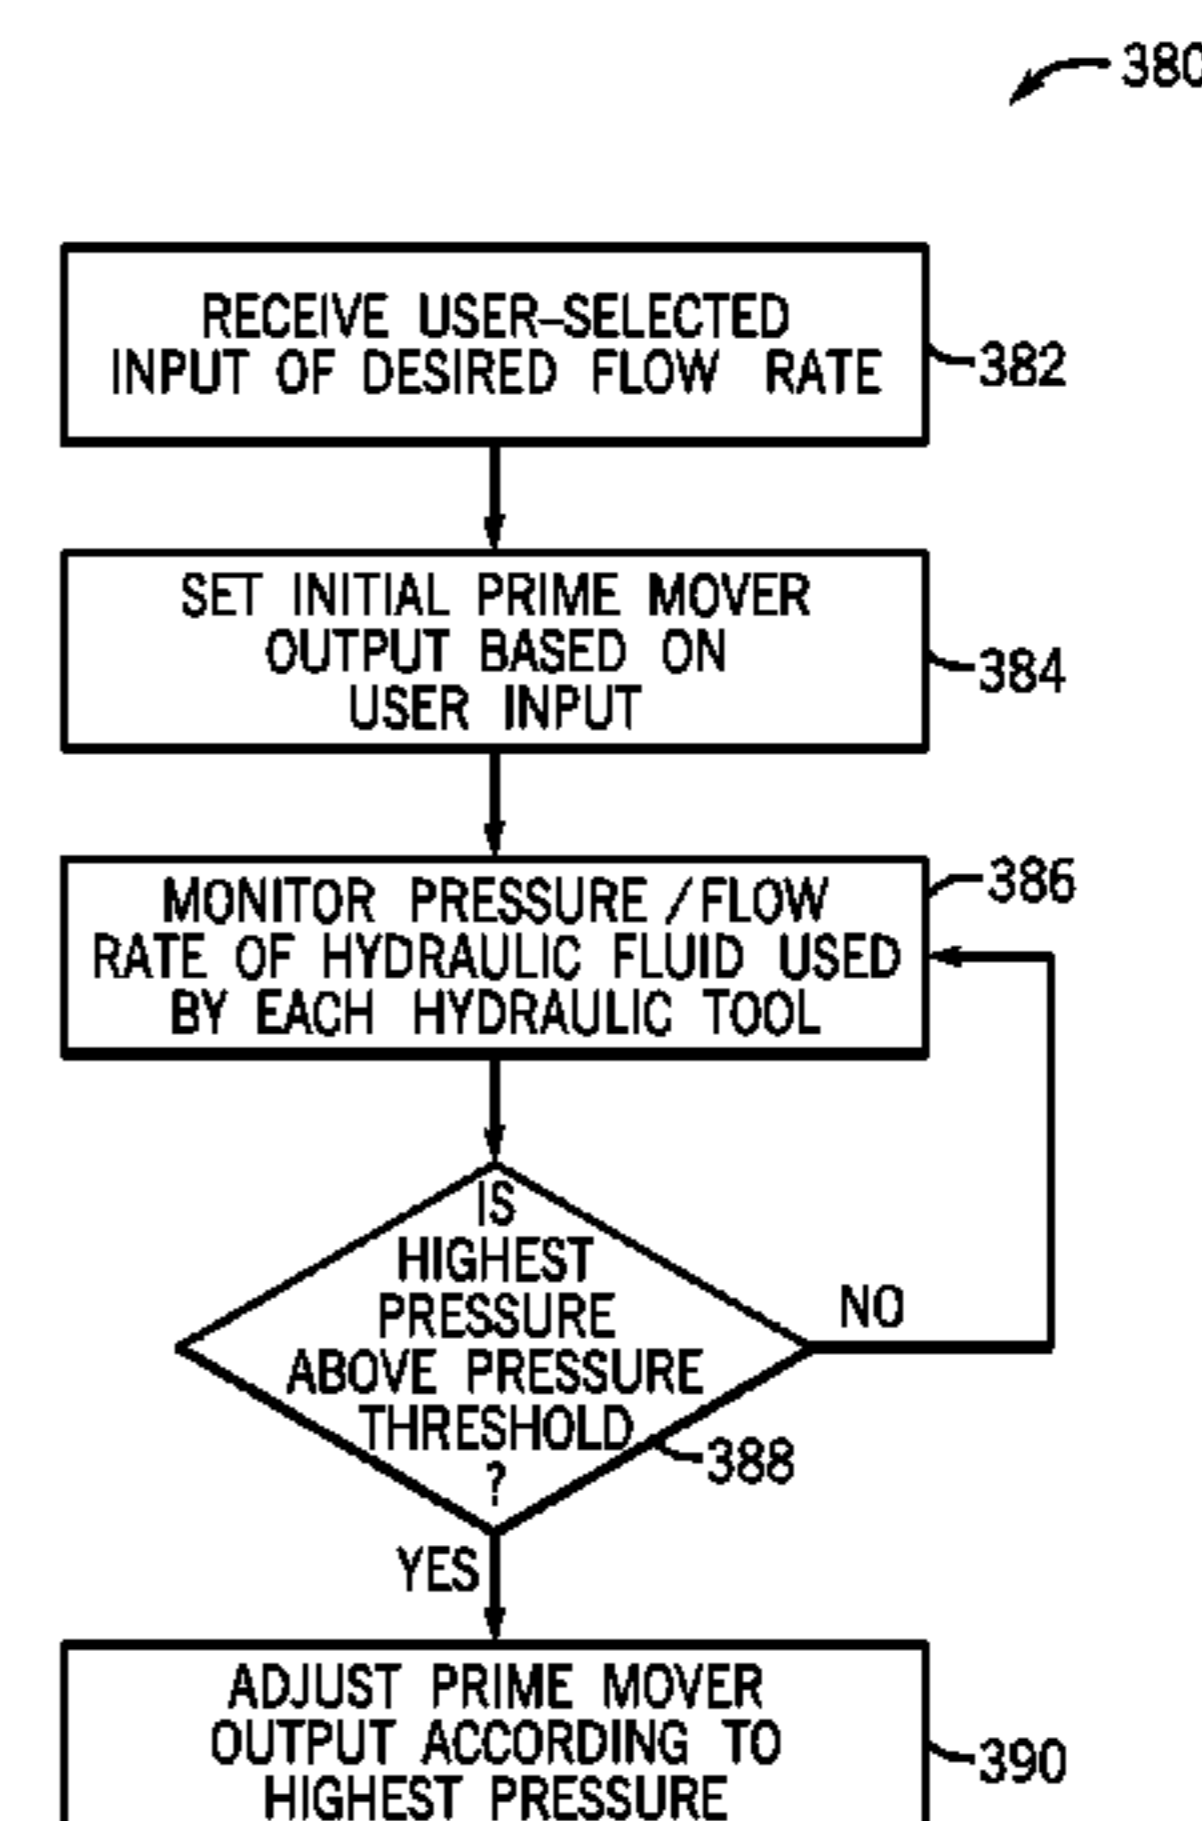 380
RECEIVE USER-SELECTED
INPUT OF DESIRED FLOW RATE
382
SET INITIAL PRIME MOVER
OUTPUT BASED ON
USER INPUT
384
386
MONITOR PRESSURE/FLOW
RATE OF HYDRAULIC FLUID USED
BY EACH HYDRAULIC TOOL
IS
HIGHEST
PRESSURE
ABOVE PRESSURE
THRESHOLD
?
NO
388
YES
ADJUST PRIME MOVER
OUTPUT ACCORDING TO
HIGHEST PRESSURE
390